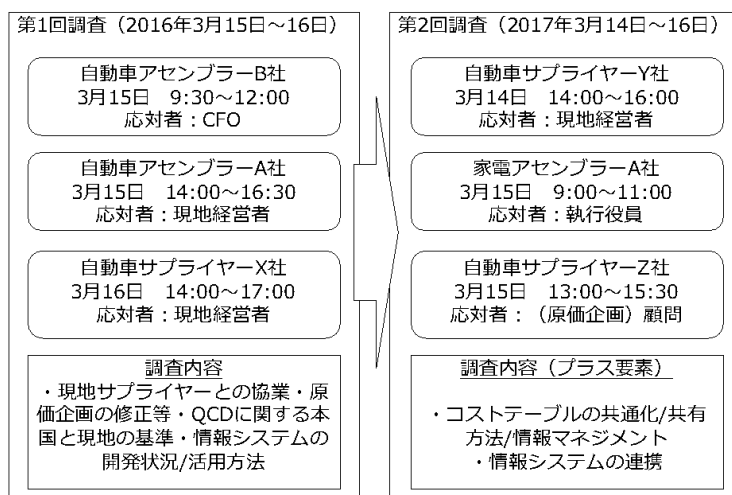 第1回調査（2016年3月15日～16日）
自動車アセンブラーB社
3月15日　9:30～12:00
応対者：CFO
自動車アセンブラーA社
3月15日　14:00～16:30
応対者：現地経営者
自動車サプライヤーX社
3月16日　14:00～17:00
応対者：現地経営者
調査内容
・現地サプライヤーとの協業・原
価企画の修正等・QCDに関する本
国と現地の基準・情報システムの
開発状況/活用方法
第2回調査（2017年3月14日～16日）
自動車サプライヤーY社
3月14日　14:00～16:00
応対者：現地経営者
家電アセンブラーA社
3月15日　9:00～11:00
応対者：執行役員
自動車サプライヤーZ社
3月15日　13:00～15:30
応対者：（原価企画）顧問
調査内容（プラス要素）
・コストテーブルの共通化/共有
方法/情報マネジメント
・情報システムの連携